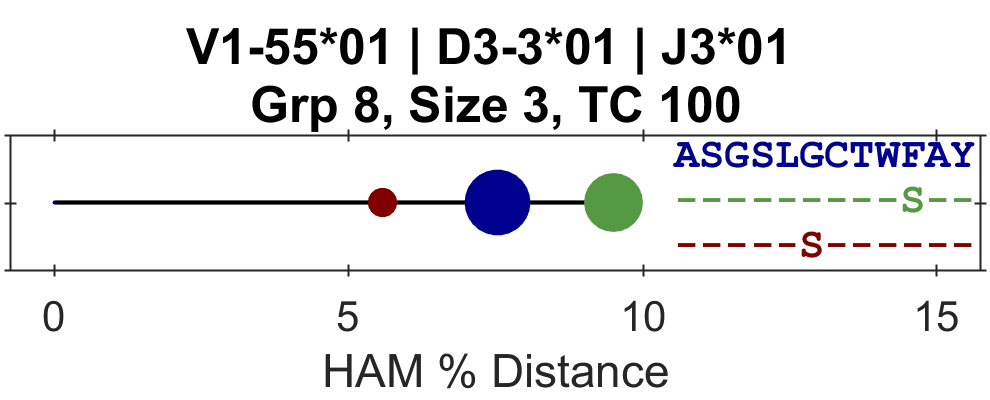 V1-55*01 | D3-3*01 | J3*01
Grp 8, Size 3, TC 100
ASGSLGCTWFAY
---------S--
-----S------
0 5 10 15
HAM % Distance